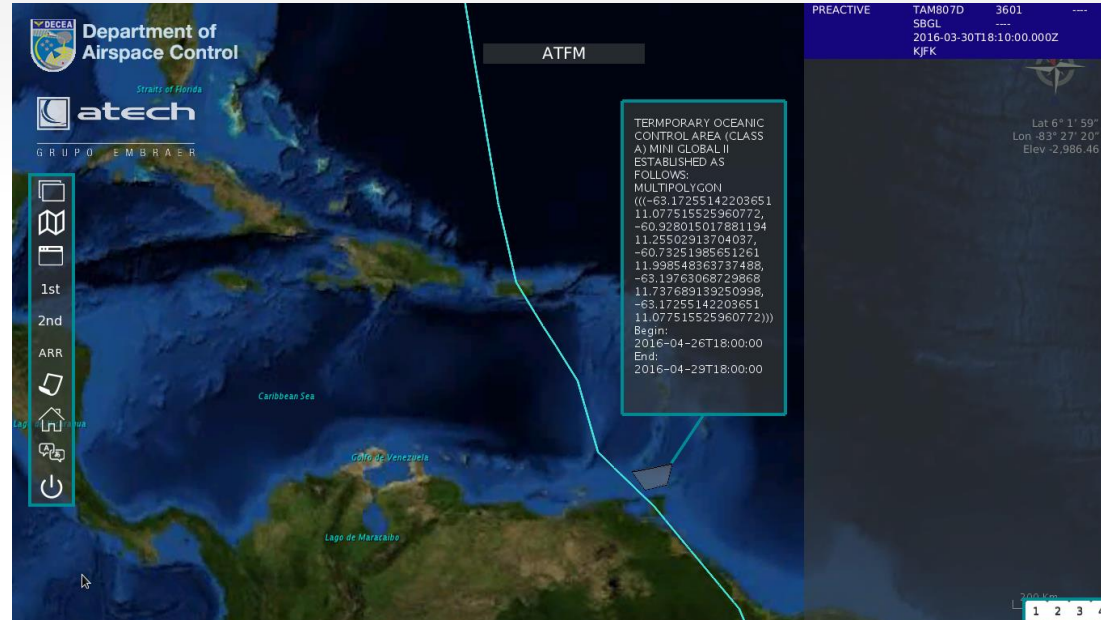 DECEA
Department of
Airspace Control
atech
GRUPO EMBRAER
1st
2nd
ARR
ATFM
Straits of Florida
Caribbean Sea
Golfo de Venezuela
Lago de Maracaibo
TERMPORARY OCEANIC
CONTROL AREA (CLASS
A) MINI GLOBAL II
ESTABLISHED AS
FOLLOWS:
MULTIPOLYGON
(((−63.17255142203651
11.077515525960772,
−60.928015017881194
11.25502913704037,
−60.73251985651261
11.998548363737488,
−63.19763068729868
11.737689139250998,
−63.17255142203651
11.077515525960772)))
Begin:
2016−04−26T18:00:00
End:
2016−04−29T18:00:00
PREACTIVE TAM807D 3601 ----
SBGL ----
2016-03-30T18:10:00.000Z
KJFK
Lat 6° 1' 59"
Lon -83° 27' 20"
Elev -2,986.46
200 Km
1 2 3 4